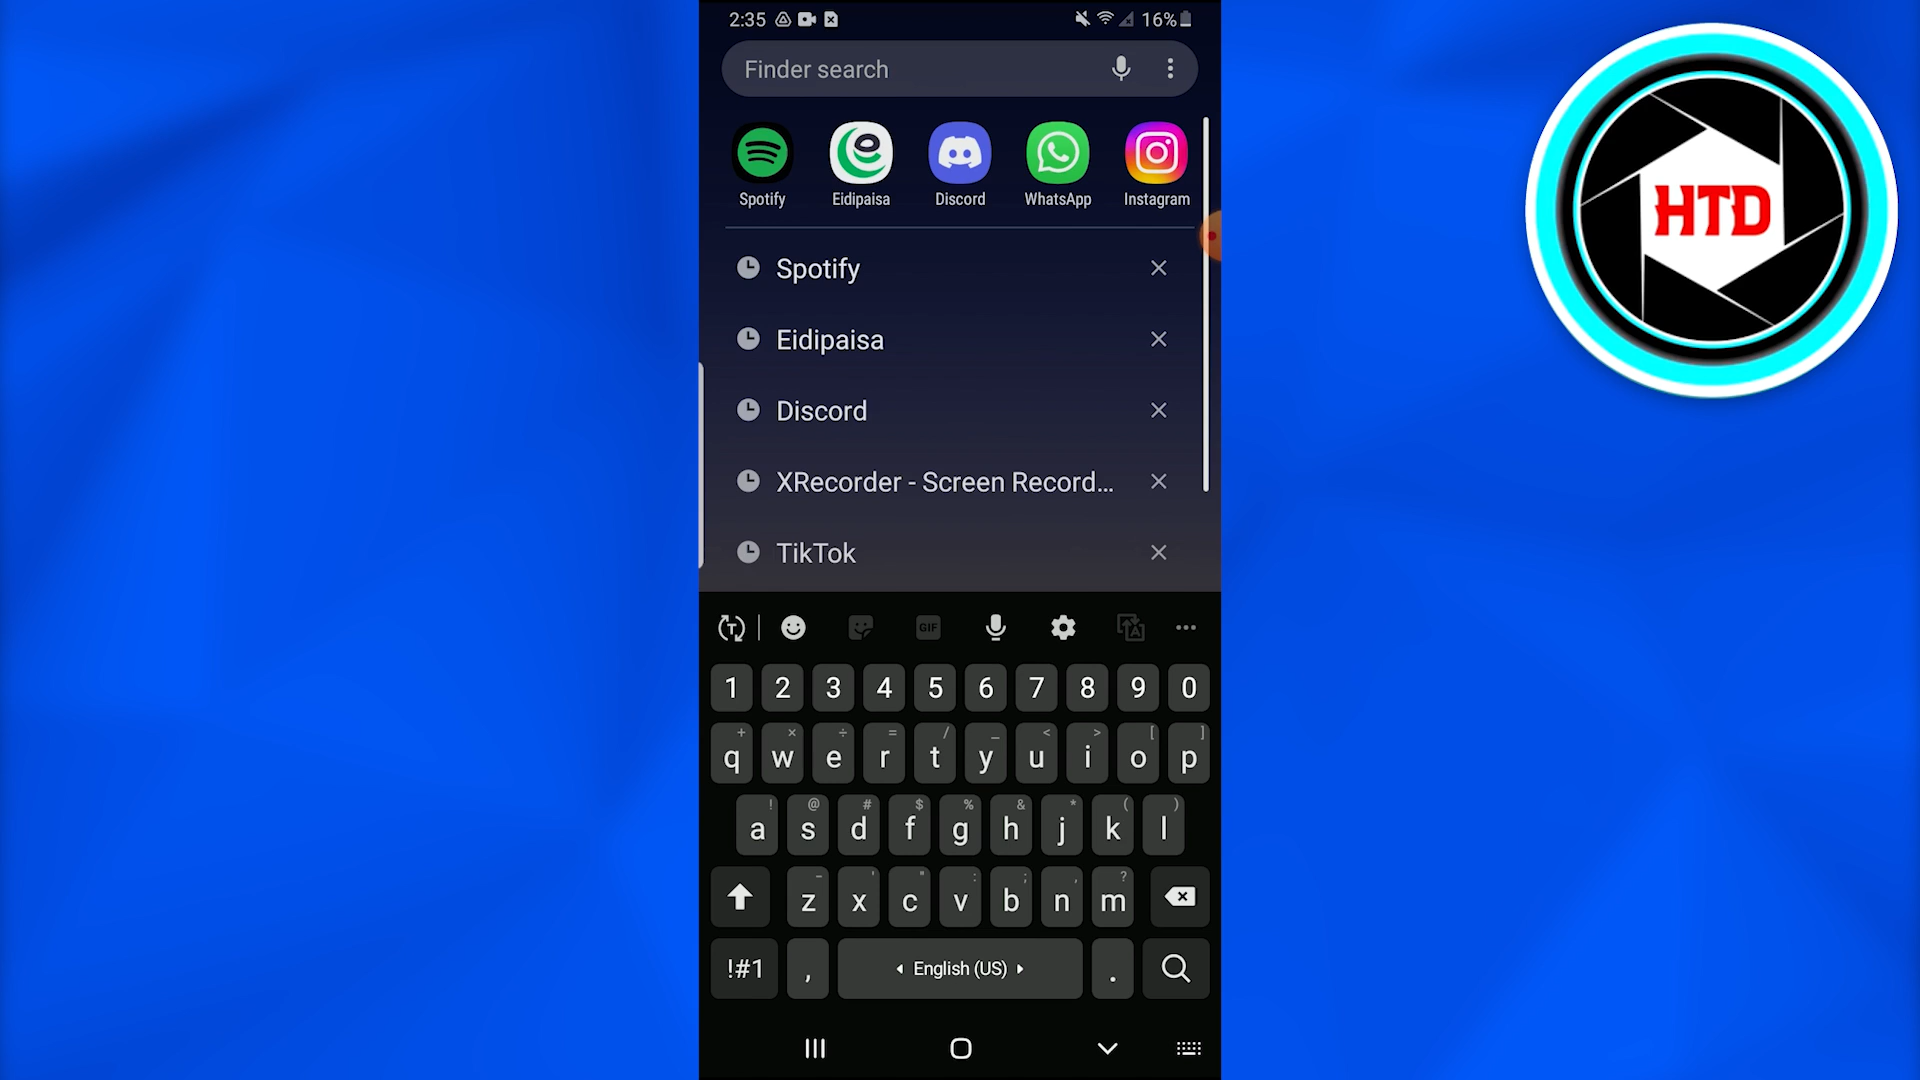 2:35
16%
Finder search
Spotify
Eidipaisa
Discord
WhatsApp
Instagram
HTD
Spotify
Eidipaisa
Discord
XRecorder - Screen Record...
TikTok
GIF
1 2 3 4 5 6 7 8 9 0
+ × ÷ = / _ < > [ ]
q w e r t y u i o p
! @ # $ % & * ( )
a s d f g h j k l
- ' " : ; , ?
z x c v b n m
!#1 , English (US) .